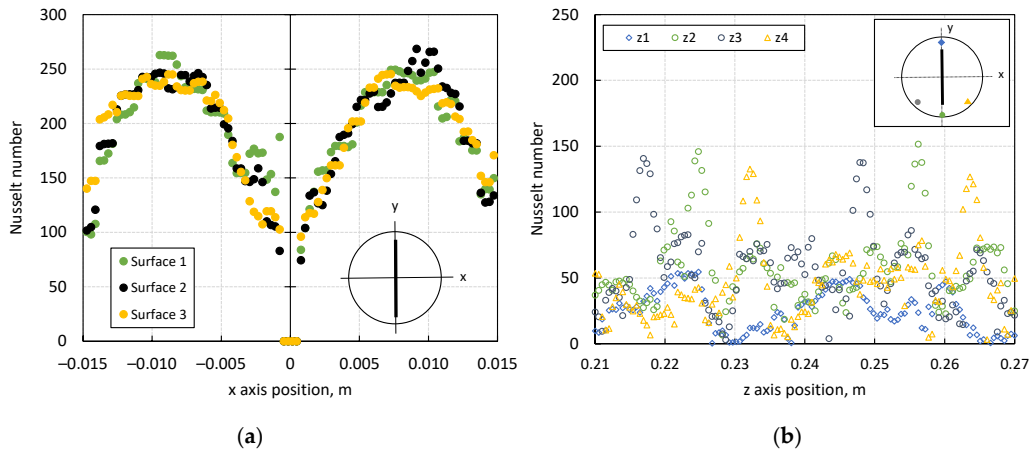 300
250
200
150
100
50
0
Nusselt number
Surface 1
Surface 2
Surface 3
y
x
−0.015 −0.010 −0.005 0.000 0.005 0.010 0.015
x axis position, m
(a)
z1 z2 z3 z4
y
x
250
200
150
100
50
0
Nusselt number
0.21 0.22 0.23 0.24 0.25 0.26 0.27
z axis position, m
(b)